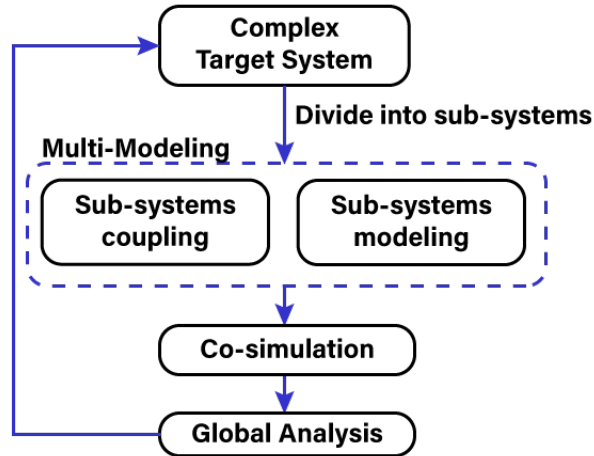 Complex
Target System
Divide into sub-systems
Multi-Modeling
Sub-systems
coupling
Sub-systems
modeling
Co-simulation
Global Analysis